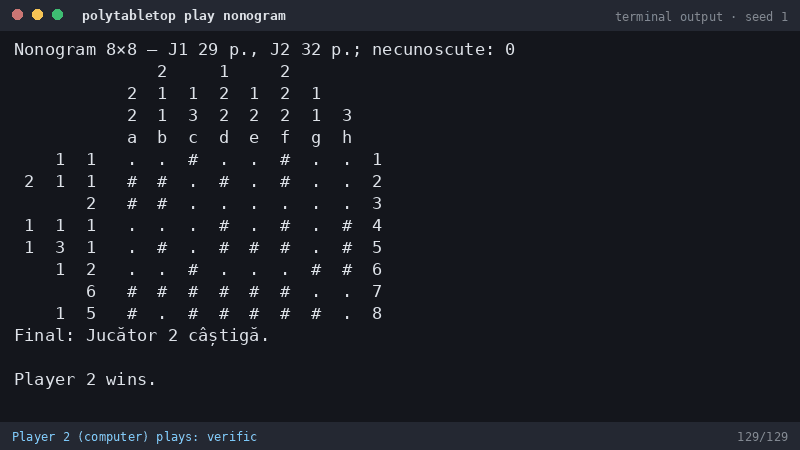 polytabletop play nonogram
terminal output · seed 1
Nonogram 8×8 — J1 29 p., J2 32 p.; necunoscute: 0
2 1 2
2 1 1 2 1 2 1
2 1 3 2 2 2 1 3
a b c d e f g h
1 1 . . # . . # . . 1
2 1 1 # # . # . # . . 2
2 # # . . . . . . 3
1 1 1 . . . # . # . # 4
1 3 1 . # . # # # . # 5
1 2 . . # . . . # # 6
6 # # # # # # . . 7
1 5 # . # # # # # . 8
Final: Jucător 2 câștigă.
Player 2 wins.
Player 2 (computer) plays: verific
129/129